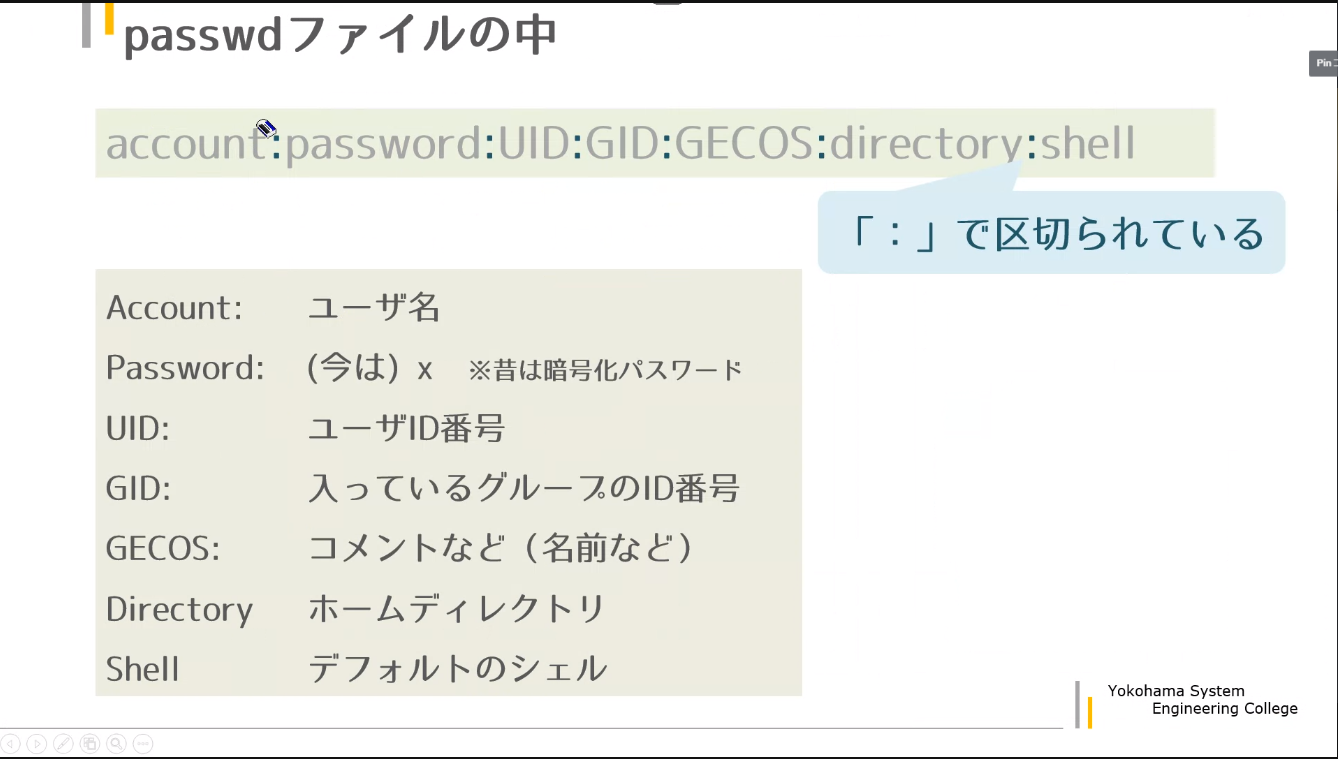 passwdファイルの中
Pin
account:password:UID:GID:GECOS:directory:shell
「：」で区切られている
Account: ユーザ名
Password: (今は) x ※昔は暗号化パスワード
UID: ユーザID番号
GID: 入っているグループのID番号
GECOS: コメントなど（名前など）
Directory ホームディレクトリ
Shell デフォルトのシェル
Yokohama System
Engineering College